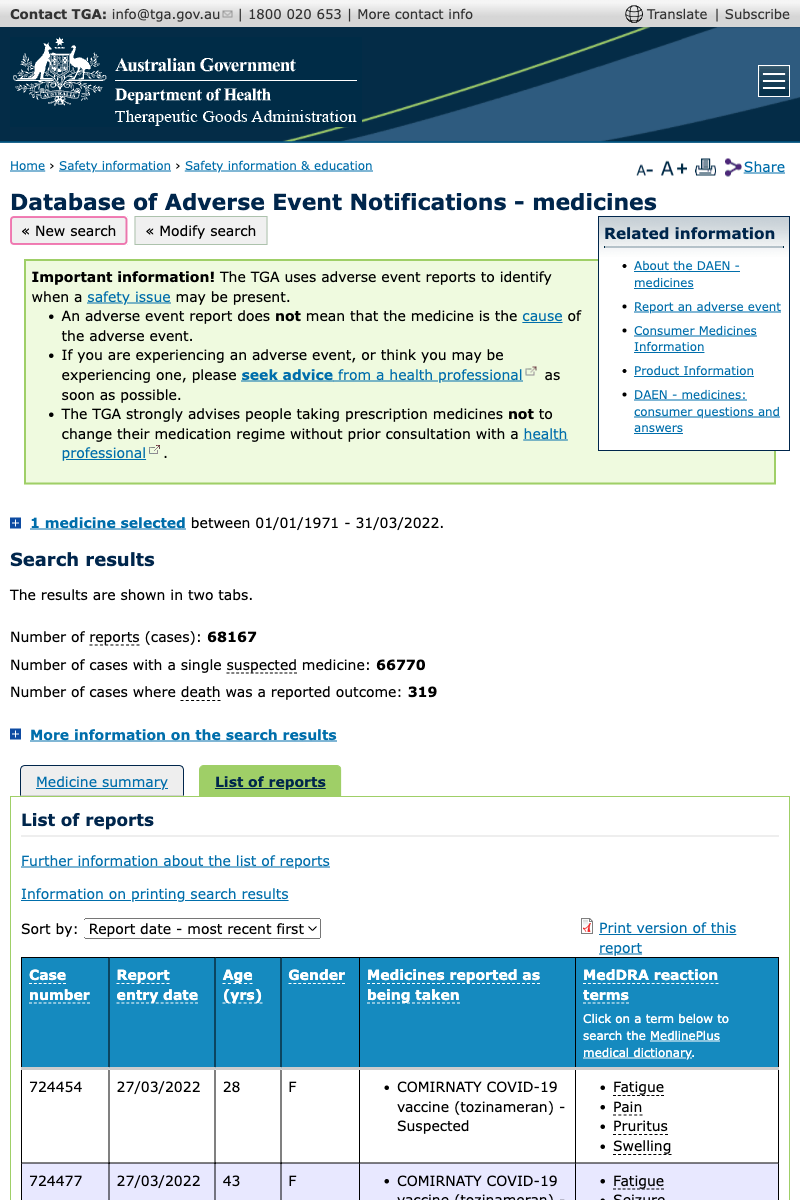 Contact TGA: info@tga.gov.au | 1800 020 653 | More contact info
Translate | Subscribe
Australian Government
Department of Health
Therapeutic Goods Administration
Home › Safety information › Safety information & education
A- A+ Share
Database of Adverse Event Notifications - medicines
« New search
« Modify search
Related information
• About the DAEN -
medicines
• Report an adverse event
• Consumer Medicines
Information
• Product Information
• DAEN - medicines:
consumer questions and
answers
Important information! The TGA uses adverse event reports to identify
when a safety issue may be present.
• An adverse event report does not mean that the medicine is the cause of
the adverse event.
• If you are experiencing an adverse event, or think you may be
experiencing one, please seek advice from a health professional as
soon as possible.
• The TGA strongly advises people taking prescription medicines not to
change their medication regime without prior consultation with a health
professional .
1 medicine selected between 01/01/1971 - 31/03/2022.
Search results
The results are shown in two tabs.
Number of reports (cases): 68167
Number of cases with a single suspected medicine: 66770
Number of cases where death was a reported outcome: 319
More information on the search results
Medicine summary
List of reports
List of reports
Further information about the list of reports
Information on printing search results
Sort by: Report date - most recent first
Print version of this
report
Case
number
Report
entry date
Age
(yrs)
Gender
Medicines reported as
being taken
MedDRA reaction
terms
Click on a term below to
search the MedlinePlus
medical dictionary.
724454
27/03/2022
28
F
• COMIRNATY COVID-19
vaccine (tozinameran) -
Suspected
• Fatigue
• Pain
• Pruritus
• Swelling
724477
27/03/2022
43
F
• COMIRNATY COVID-19
vaccine (tozinameran) -
• Fatigue
• Seizure